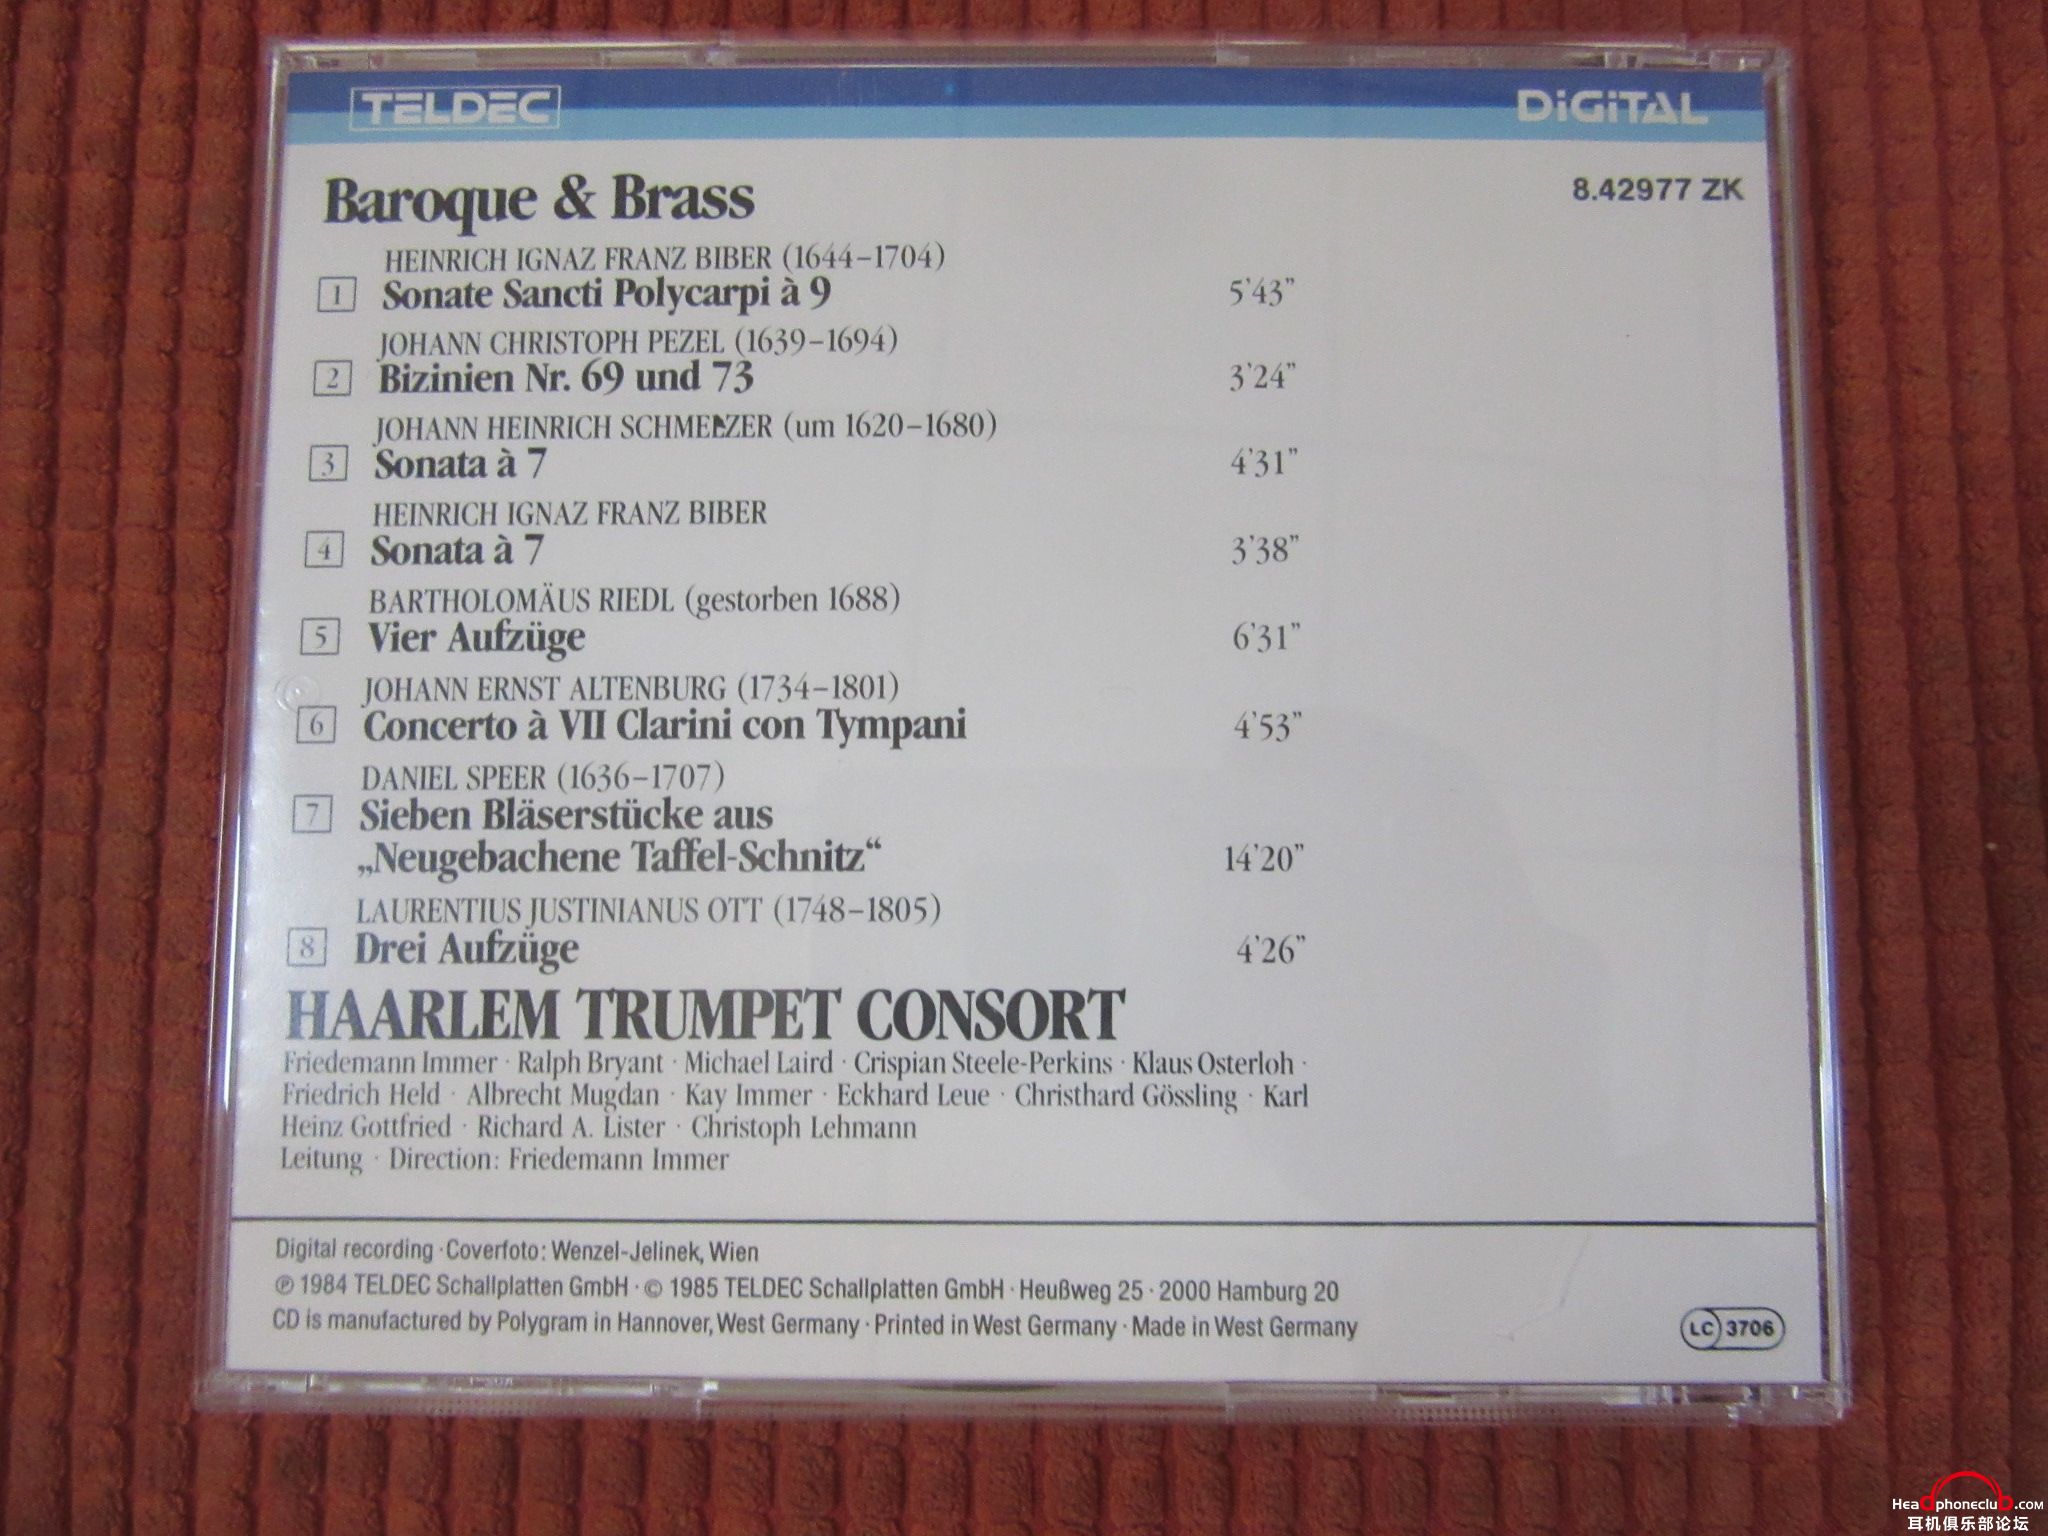 TELDEC
DiGiTAL
Baroque & Brass
8.42977 ZK
HEINRICH IGNAZ FRANZ BIBER (1644–1704)
1 Sonate Sancti Polycarpi à 9 5'43"
JOHANN CHRISTOPH PEZEL (1639–1694)
2 Bizinien Nr. 69 und 73 3'24"
JOHANN HEINRICH SCHMELZER (um 1620–1680)
3 Sonata à 7 4'31"
HEINRICH IGNAZ FRANZ BIBER
4 Sonata à 7 3'38"
BARTHOLOMÄUS RIEDL (gestorben 1688)
5 Vier Aufzüge 6'31"
JOHANN ERNST ALTENBURG (1734–1801)
6 Concerto à VII Clarini con Tympani 4'53"
DANIEL SPEER (1636–1707)
7 Sieben Bläserstücke aus
„Neugebachene Taffel-Schnitz“ 14'20"
LAURENTIUS JUSTINIANUS OTT (1748–1805)
8 Drei Aufzüge 4'26"
HAARLEM TRUMPET CONSORT
Friedemann Immer · Ralph Bryant · Michael Laird · Crispian Steele-Perkins · Klaus Osterloh ·
Friedrich Held · Albrecht Mugdan · Kay Immer · Eckhard Leue · Christhard Gössling · Karl
Heinz Gottfried · Richard A. Lister · Christoph Lehmann
Leitung · Direction: Friedemann Immer
Digital recording · Coverfoto: Wenzel-Jelinek, Wien
℗ 1984 TELDEC Schallplatten GmbH · © 1985 TELDEC Schallplatten GmbH · Heußweg 25 · 2000 Hamburg 20
CD is manufactured by Polygram in Hannover, West Germany · Printed in West Germany · Made in West Germany
LC 3706
Headphoneclub.com
耳机俱乐部论坛